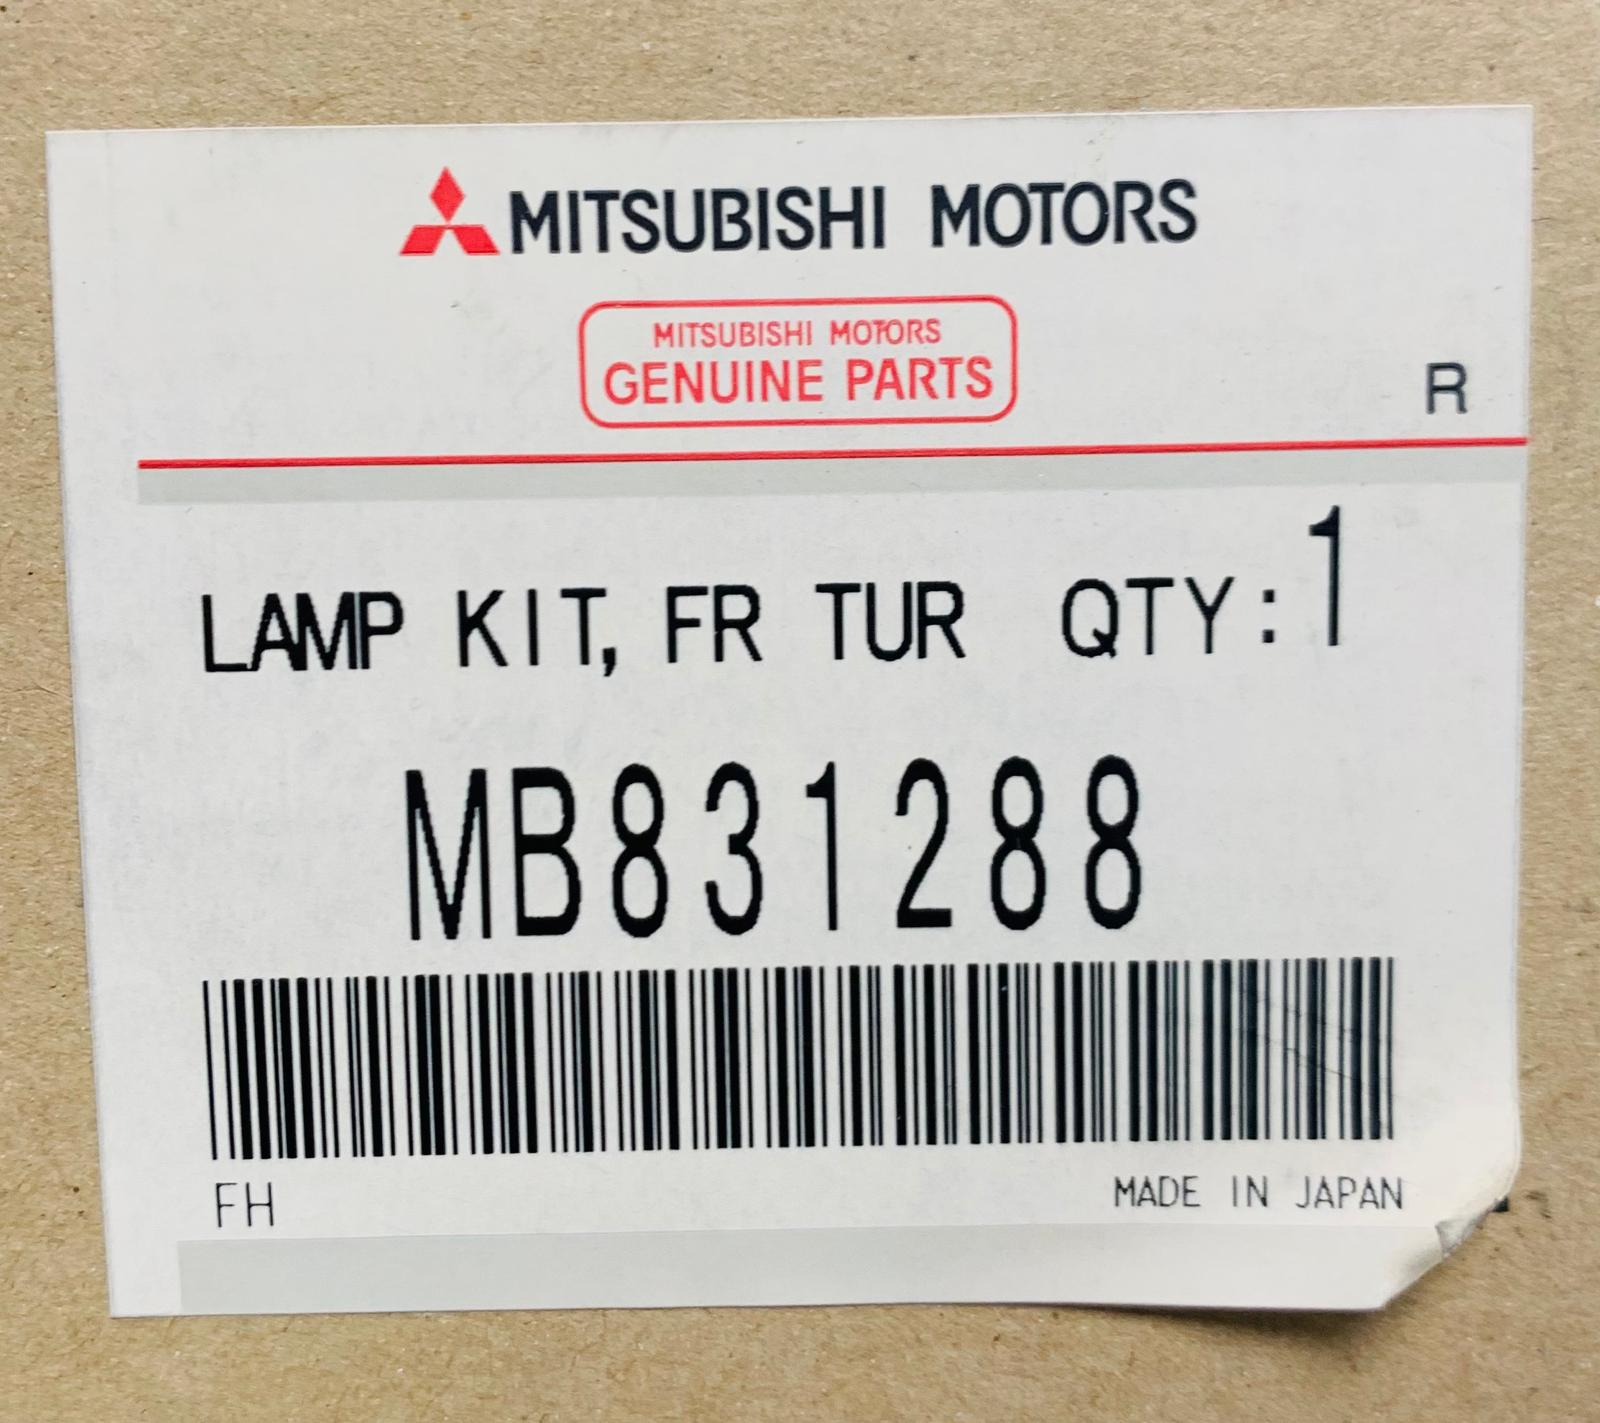 MITSUBISHI MOTORS
MITSUBISHI MOTORS
GENUINE PARTS
R
LAMP KIT, FR TUR QTY:1
MB831288
FH MADE IN JAPAN